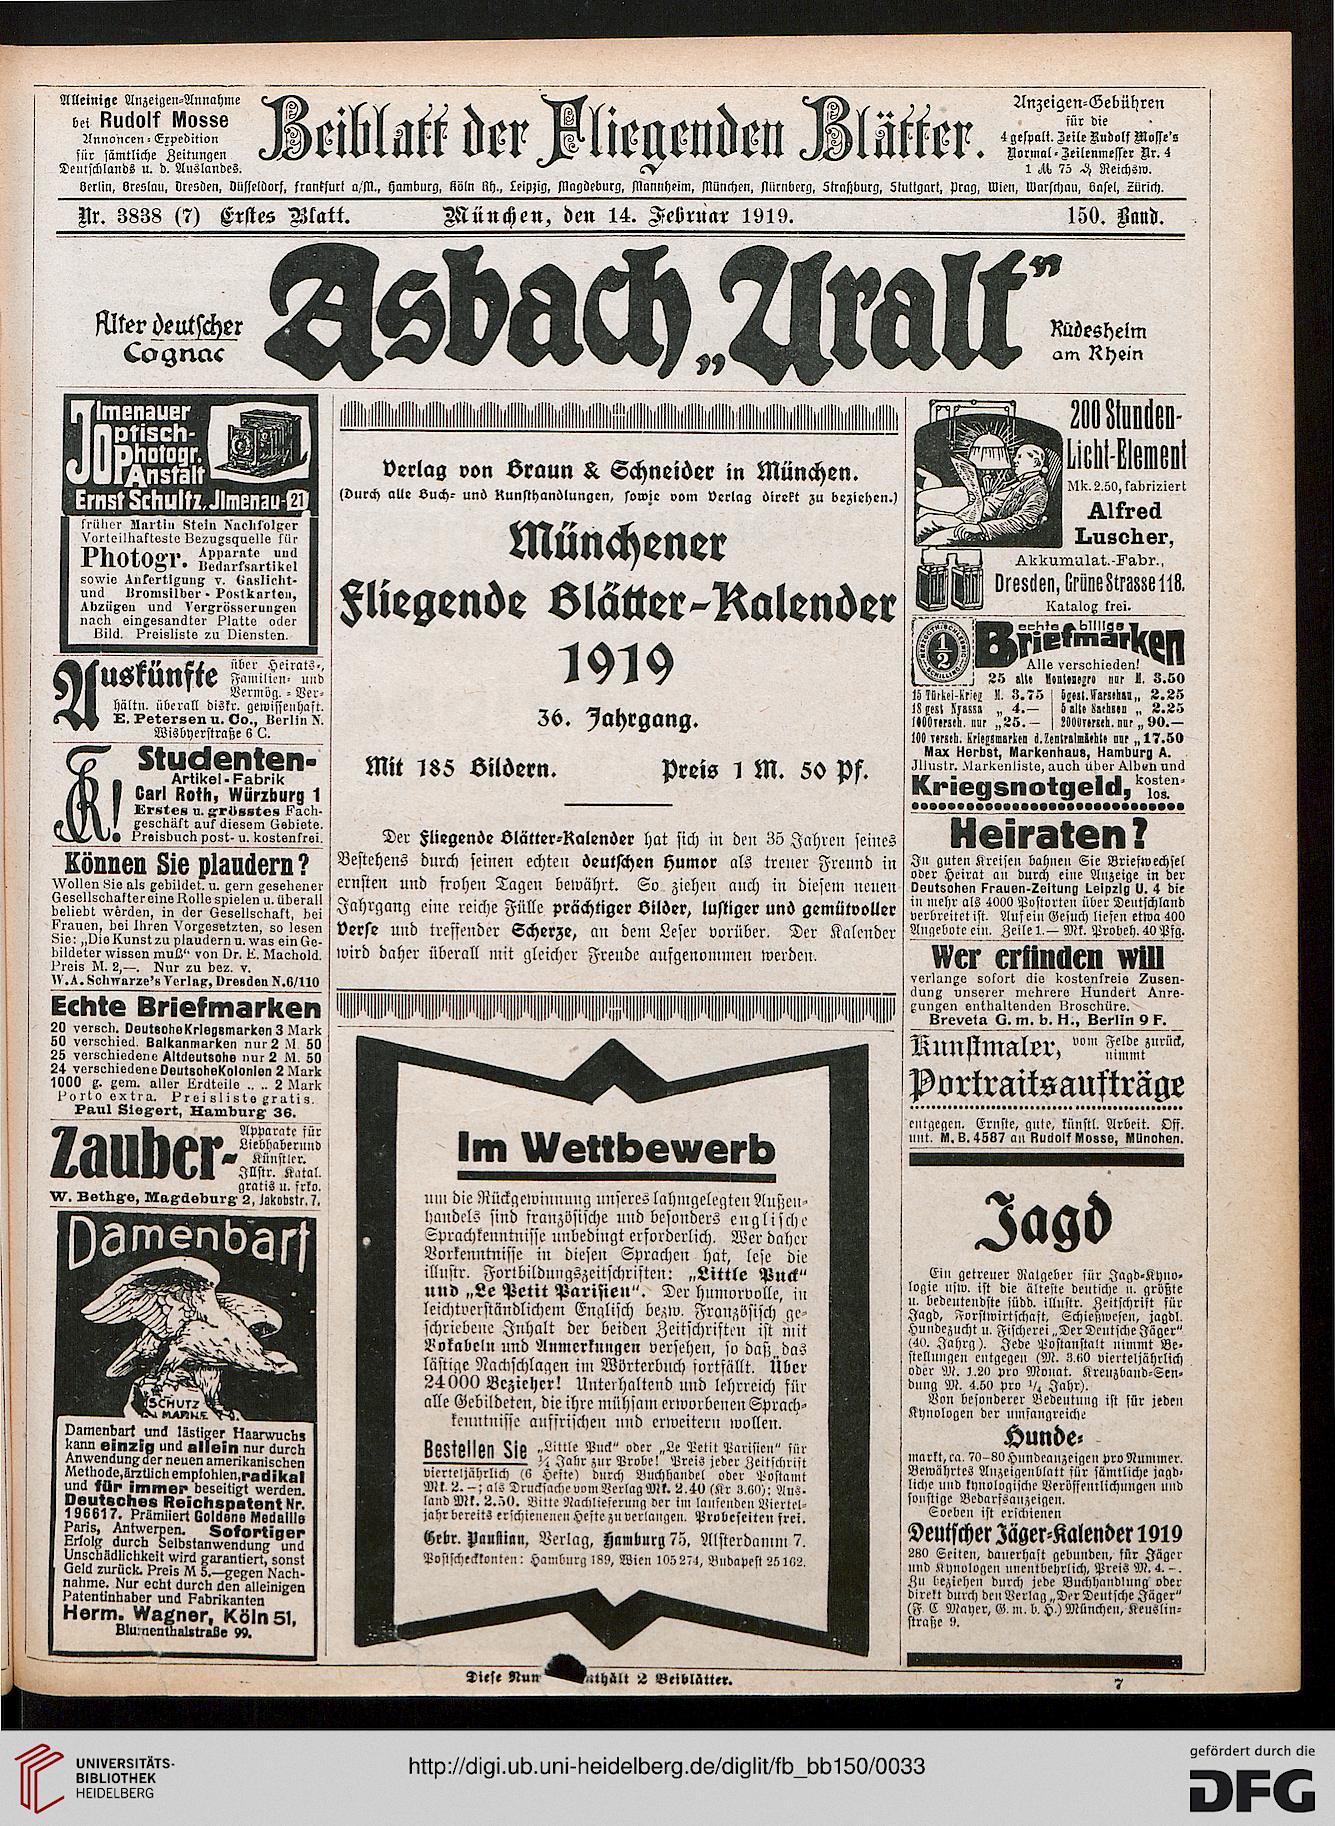 Alleinige Anzeigen-Annahme
bei Rudolf Mosse
Annoncen-Expedition
für sämtliche Zeitungen
Deutschlands u. d. Auslandes.
Beiblatt der Fliegenden Blätter.
Anzeigen-Gebühren
für die
4 gespalt. Zeile Rudolf Mosse's
Normal-Zeilenmesser Nr. 4
1 ℳ 75 ₰ Reichsw.
Berlin, Breslau, Dresden, Düsseldorf, Frankfurt a/M., Hamburg, Köln Rh., Leipzig, Magdeburg, Mannheim, München, Nürnberg, Straßburg, Stuttgart, Prag, Wien, Warschau, Basel, Zürich.
Nr. 3838 (7) Erstes Blatt.
München, den 14. Februar 1919.
150. Band.
Alter deutscher
Cognac
Asbach „Uralt“
Rüdesheim
am Rhein
Jlmenauer
Optisch-
Photogr.
Anstalt
Ernst Schultz, Jlmenau-121
früher Martin Stein Nachfolger
Vorteilhafteste Bezugsquelle für
Photogr. Apparate und
Bedarfsartikel
sowie Anfertigung v. Gaslicht-
und Bromsilber-Postkarten,
Abzügen und Vergrösserungen
nach eingesandter Platte oder
Bild. Preisliste zu Diensten.
Auskünfte über Heirats-,
Familien- und
Vermög.-Ver-
hältn. überall diskr. gewissenhaft.
E. Petersen u. Co., Berlin N.
Wisbyerstraße 6 C.
Studenten-
Artikel-Fabrik
Carl Roth, Würzburg 1
Erstes u. grösstes Fach-
geschäft auf diesem Gebiete.
Preisbuch post- u. kostenfrei.
Können Sie plaudern?
Wollen Sie als gebildet. u. gern gesehener
Gesellschafter eine Rolle spielen u. überall
beliebt werden, in der Gesellschaft, bei
Frauen, bei Ihren Vorgesetzten, so lesen
Sie: „Die Kunst zu plaudern u. was ein Ge-
bildeter wissen muß“ von Dr. E. Machold.
Preis M. 2,—. Nur zu bez. v.
W. A. Schwarze's Verlag, Dresden N. 6/110
Echte Briefmarken
20 versch. Deutsche Kriegsmarken 3 Mark
50 verschied. Balkanmarken nur 2 M. 50
25 verschiedene Altdeutsche nur 2 M. 50
24 verschiedene Deutsche Kolonien 2 Mark
1000 g. gem. aller Erdteile .. .. 2 Mark
Porto extra. Preisliste gratis.
Paul Siegert, Hamburg 36.
Zauber- Apparate für
Liebhaber und
Künstler.
Jllstr. Katal.
gratis u. frko.
W. Bethge, Magdeburg 2, Jakobstr. 7.
Damenbart
SCHUTZ
MARKE
Damenbart und lästiger Haarwuchs
kann einzig und allein nur durch
Anwendung der neuen amerikanischen
Methode, ärztlich empfohlen, radikal
und für immer beseitigt werden.
Deutsches Reichspatent Nr.
196617. Prämiiert Goldene Medaille
Paris, Antwerpen. Sofortiger
Erfolg durch Selbstanwendung und
Unschädlichkeit wird garantiert, sonst
Geld zurück. Preis M 5.—gegen Nach-
nahme. Nur echt durch den alleinigen
Patentinhaber und Fabrikanten
Herm. Wagner, Köln 51,
Blumenthalstraße 99.
Verlag von Braun & Schneider in München.
(Durch alle Buch- und Kunsthandlungen, sowie vom Verlag direkt zu beziehen.)
Münchener
Fliegende Blätter-Kalender
1919
36. Jahrgang.
Mit 185 Bildern. Preis 1 M. 50 Pf.
Der Fliegende Blätter-Kalender hat sich in den 35 Jahren seines
Bestehens durch seinen echten deutschen Humor als treuer Freund in
ernsten und frohen Tagen bewährt. So ziehen auch in diesem neuen
Jahrgang eine reiche Fülle prächtiger Bilder, lustiger und gemütvoller
Verse und treffender Scherze, an dem Leser vorüber. Der Kalender
wird daher überall mit gleicher Freude aufgenommen werden.
Im Wettbewerb
um die Rückgewinnung unseres lahmgelegten Außen-
handels sind französische und besonders englische
Sprachkenntnisse unbedingt erforderlich. Wer daher
Vorkenntnisse in diesen Sprachen hat, lese die
illustr. Fortbildungszeitschriften: „Little Puck“
und „Le Petit Parisien“. Der humorvolle, in
leichtverständlichem Englisch bezw. Französisch ge-
schriebene Inhalt der beiden Zeitschriften ist mit
Vokabeln und Anmerkungen versehen, so daß das
lästige Nachschlagen im Wörterbuch fortfällt. Über
24000 Bezieher! Unterhaltend und lehrreich für
alle Gebildeten, die ihre mühsam erworbenen Sprach-
kenntnisse auffrischen und erweitern wollen.
Bestellen Sie „Little Puck“ oder „Le Petit Parisien“ für
¼ Jahr zur Probe! Preis jeder Zeitschrift
vierteljährlich (6 Hefte) durch Buchhandel oder Postamt
Mk. 2.–; als Drucksache vom Verlag Mk. 2.40 (Kr 3.60); Aus-
land Mk. 2.50. Bitte Nachlieferung der im laufenden Viertel-
jahr bereits erschienenen Hefte zu verlangen. Probeseiten frei.
Gebr. Paustian, Verlag, Hamburg 75, Alsterdamm 7.
Postscheckkonten: Hamburg 189, Wien 105274, Budapest 25162.
200 Stunden-
Licht-Element
Mk. 2.50, fabriziert
Alfred
Luscher,
Akkumulat.-Fabr.,
Dresden, Grüne Strasse 118.
Katalog frei.
echte billige
Briefmarken
Alle verschieden!
25 alte Montenegro nur M. 3.50
15 Türkei-Krieg M. 3.75 | 5 gest. Warschau „ 2.25
18 gest Nyassa „ 4.— | 5 alte Sachsen „ 2.25
1000 versch. nur „ 25.— | 2000 versch. nur „ 90.—
100 versch. Kriegsmarken d. Zentralmächte nur „ 17.50
Max Herbst, Markenhaus, Hamburg A.
Jllustr. Markenliste, auch über Alben und
Kriegsnotgeld, kosten-
los.
Heiraten?
In guten Kreisen bahnen Sie Briefwechsel
oder Heirat an durch eine Anzeige in der
Deutschen Frauen-Zeitung Leipzig U. 4 die
in mehr als 4000 Postorten über Deutschland
verbreitet ist. Auf ein Gesuch liefen etwa 400
Angebote ein. Zeile 1.— Mk. Probeh. 40 Pfg.
Wer erfinden will
verlange sofort die kostenfreie Zusen-
dung unserer mehrere Hundert Anre-
gungen enthaltenden Broschüre.
Breveta G. m. b. H., Berlin 9 F.
Kunstmaler, vom Felde zurück,
nimmt
Portraitsaufträge
entgegen. Ernste, gute, künstl. Arbeit. Off.
unt. M. B. 4587 an Rudolf Mosse, München.
Jagd
Ein getreuer Ratgeber für Jagd-Kyno-
logie usw. ist die älteste deutsche u. größte
u. bedeutendste südd. illustr. Zeitschrift für
Jagd, Forstwirtschaft, Schießwesen, jagdl.
Hundezucht u. Fischerei „Der Deutsche Jäger“
(40. Jahrg). Jede Postanstalt nimmt Be-
stellungen entgegen (M. 3.60 vierteljährlich
oder M. 1.20 pro Monat. Kreuzband-Sen-
dung M. 4.50 pro ¼ Jahr).
Von besonderer Bedeutung ist für jeden
Kynologen der umfangreiche
Hunde-
markt, ca. 70–80 Hundeanzeigen pro Nummer.
Bewährtes Anzeigenblatt für sämtliche jagd-
liche und kynologische Veröffentlichungen und
sonstige Bedarfsanzeigen.
Soeben ist erschienen
Deutscher Jäger-Kalender 1919
280 Seiten, dauerhaft gebunden, für Jäger
und Kynologen unentbehrlich, Preis M. 4.–.
Zu beziehen durch jede Buchhandlung oder
direkt durch den Verlag „Der Deutsche Jäger“
(F. C Mayer, G. m. b. H.) München, Keuslin-
straße 9.
Diese Num enthält 2 Beiblätter.
7
UNIVERSITÄTS-
BIBLIOTHEK
HEIDELBERG
http://digi.ub.uni-heidelberg.de/diglit/fb_bb150/0033
gefördert durch die
DFG